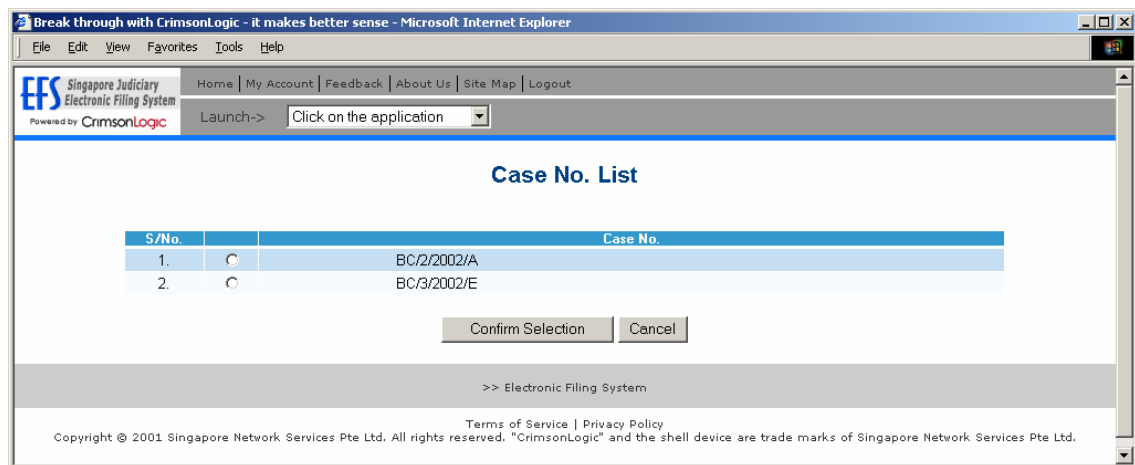 Break through with CrimsonLogic - it makes better sense - Microsoft Internet Explorer
File Edit View Favorites Tools Help
EFS Singapore Judiciary
Electronic Filing System
Powered by CrimsonLogic
Home | My Account | Feedback | About Us | Site Map | Logout
Launch-> Click on the application
Case No. List
S/No. Case No.
1. BC/2/2002/A
2. BC/3/2002/E
Confirm Selection Cancel
>> Electronic Filing System
Terms of Service | Privacy Policy
Copyright © 2001 Singapore Network Services Pte Ltd. All rights reserved. "CrimsonLogic" and the shell device are trade marks of Singapore Network Services Pte Ltd.